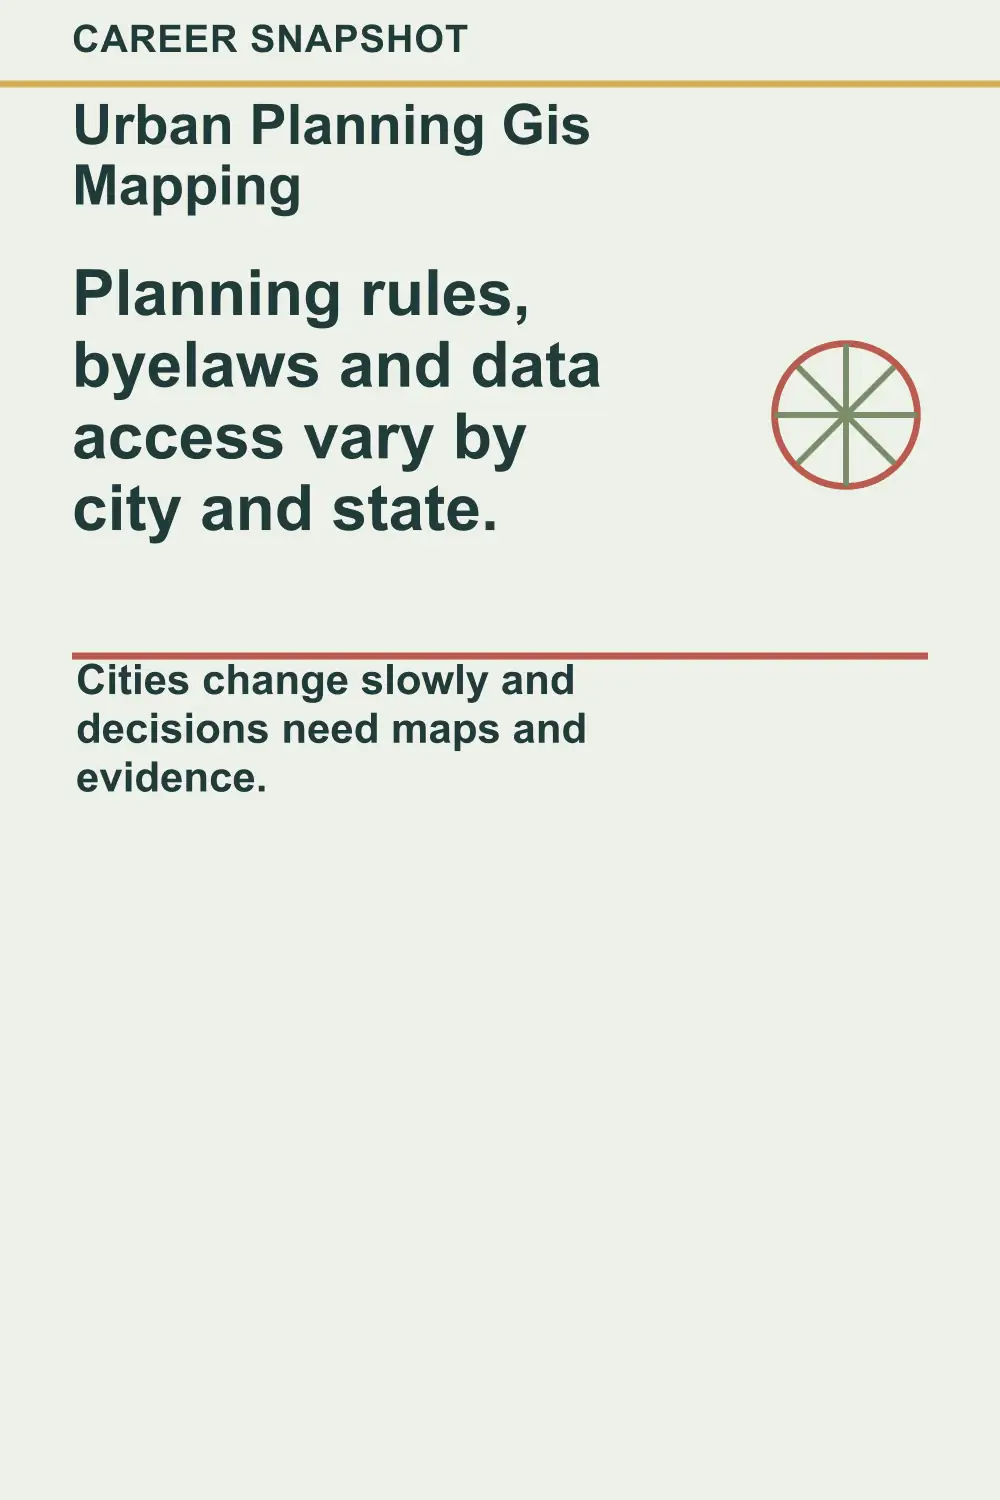 CAREER SNAPSHOT
Urban Planning Gis
Mapping
Planning rules,
byelaws and data
access vary by
city and state.
Cities change slowly and
decisions need maps and
evidence.